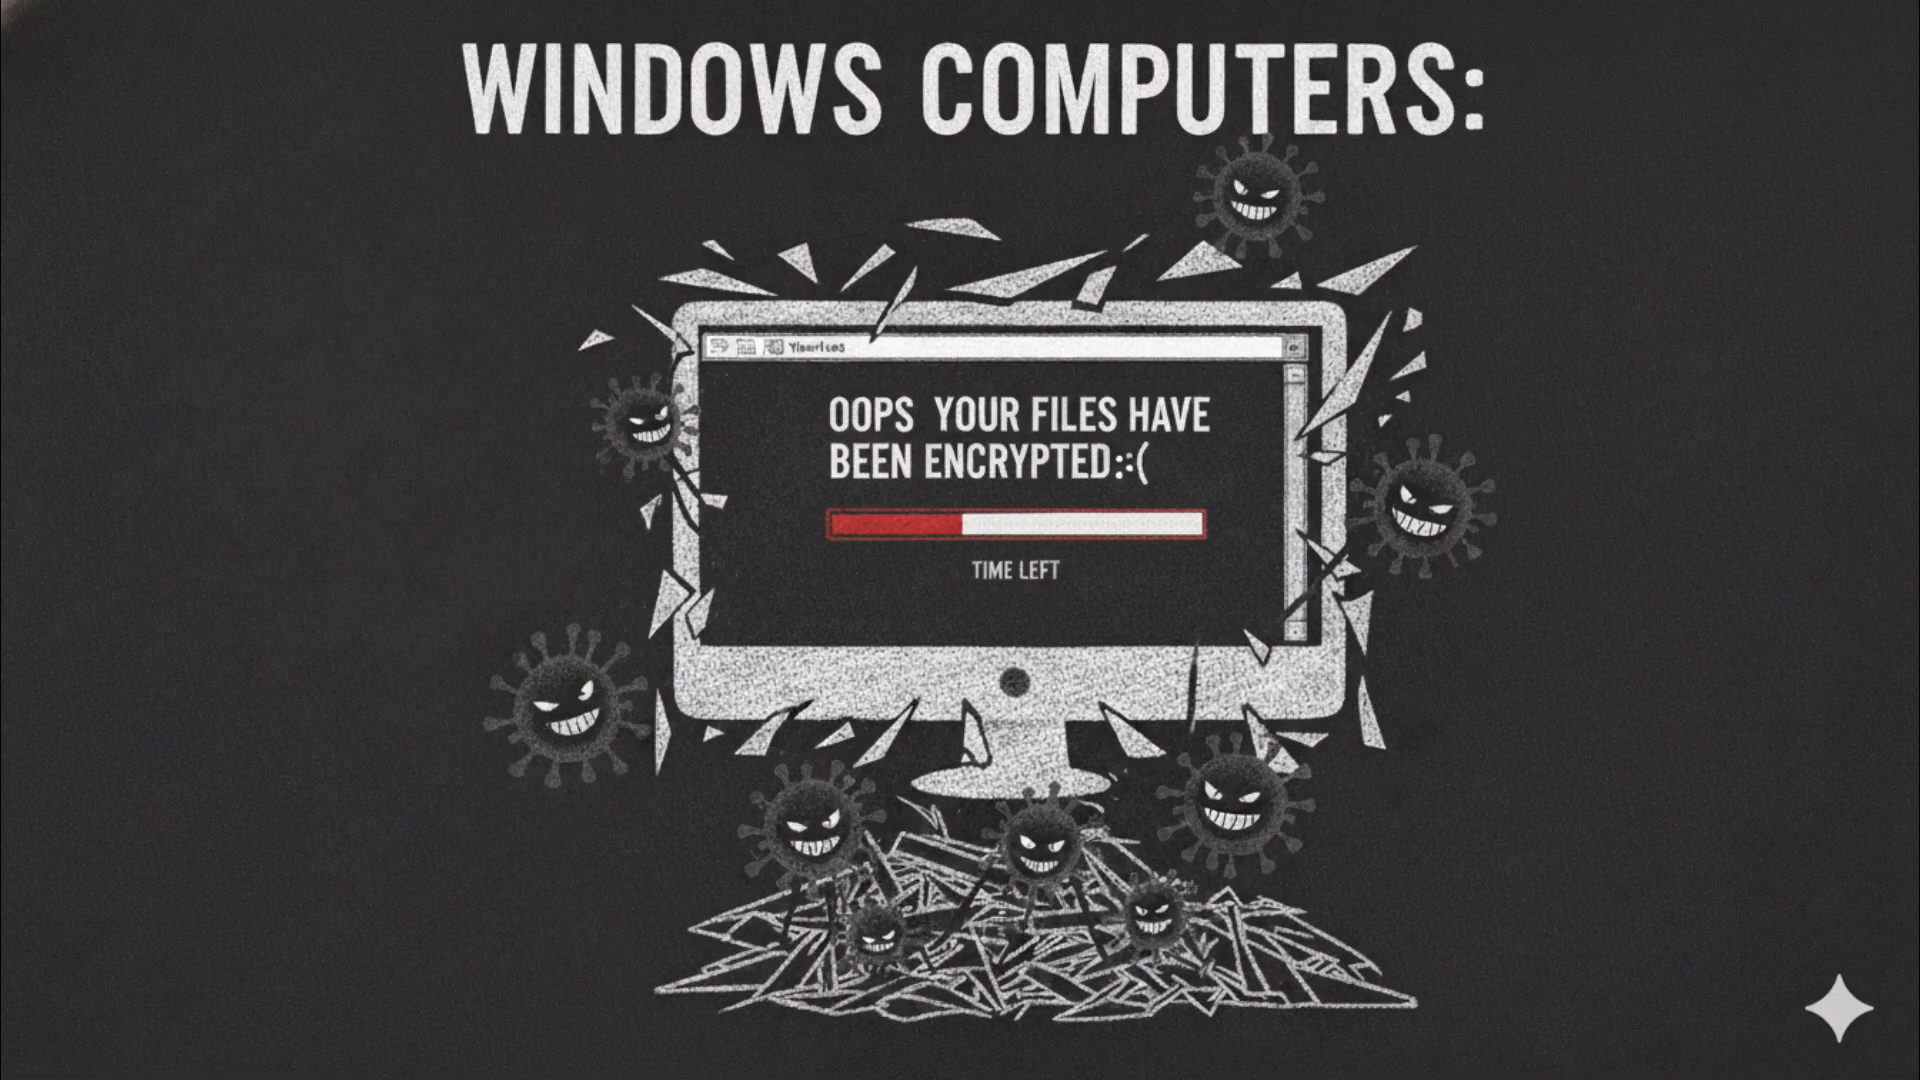 WINDOWS COMPUTERS:
OOPS YOUR FILES HAVE
BEEN ENCRYPTED::(
TIME LEFT